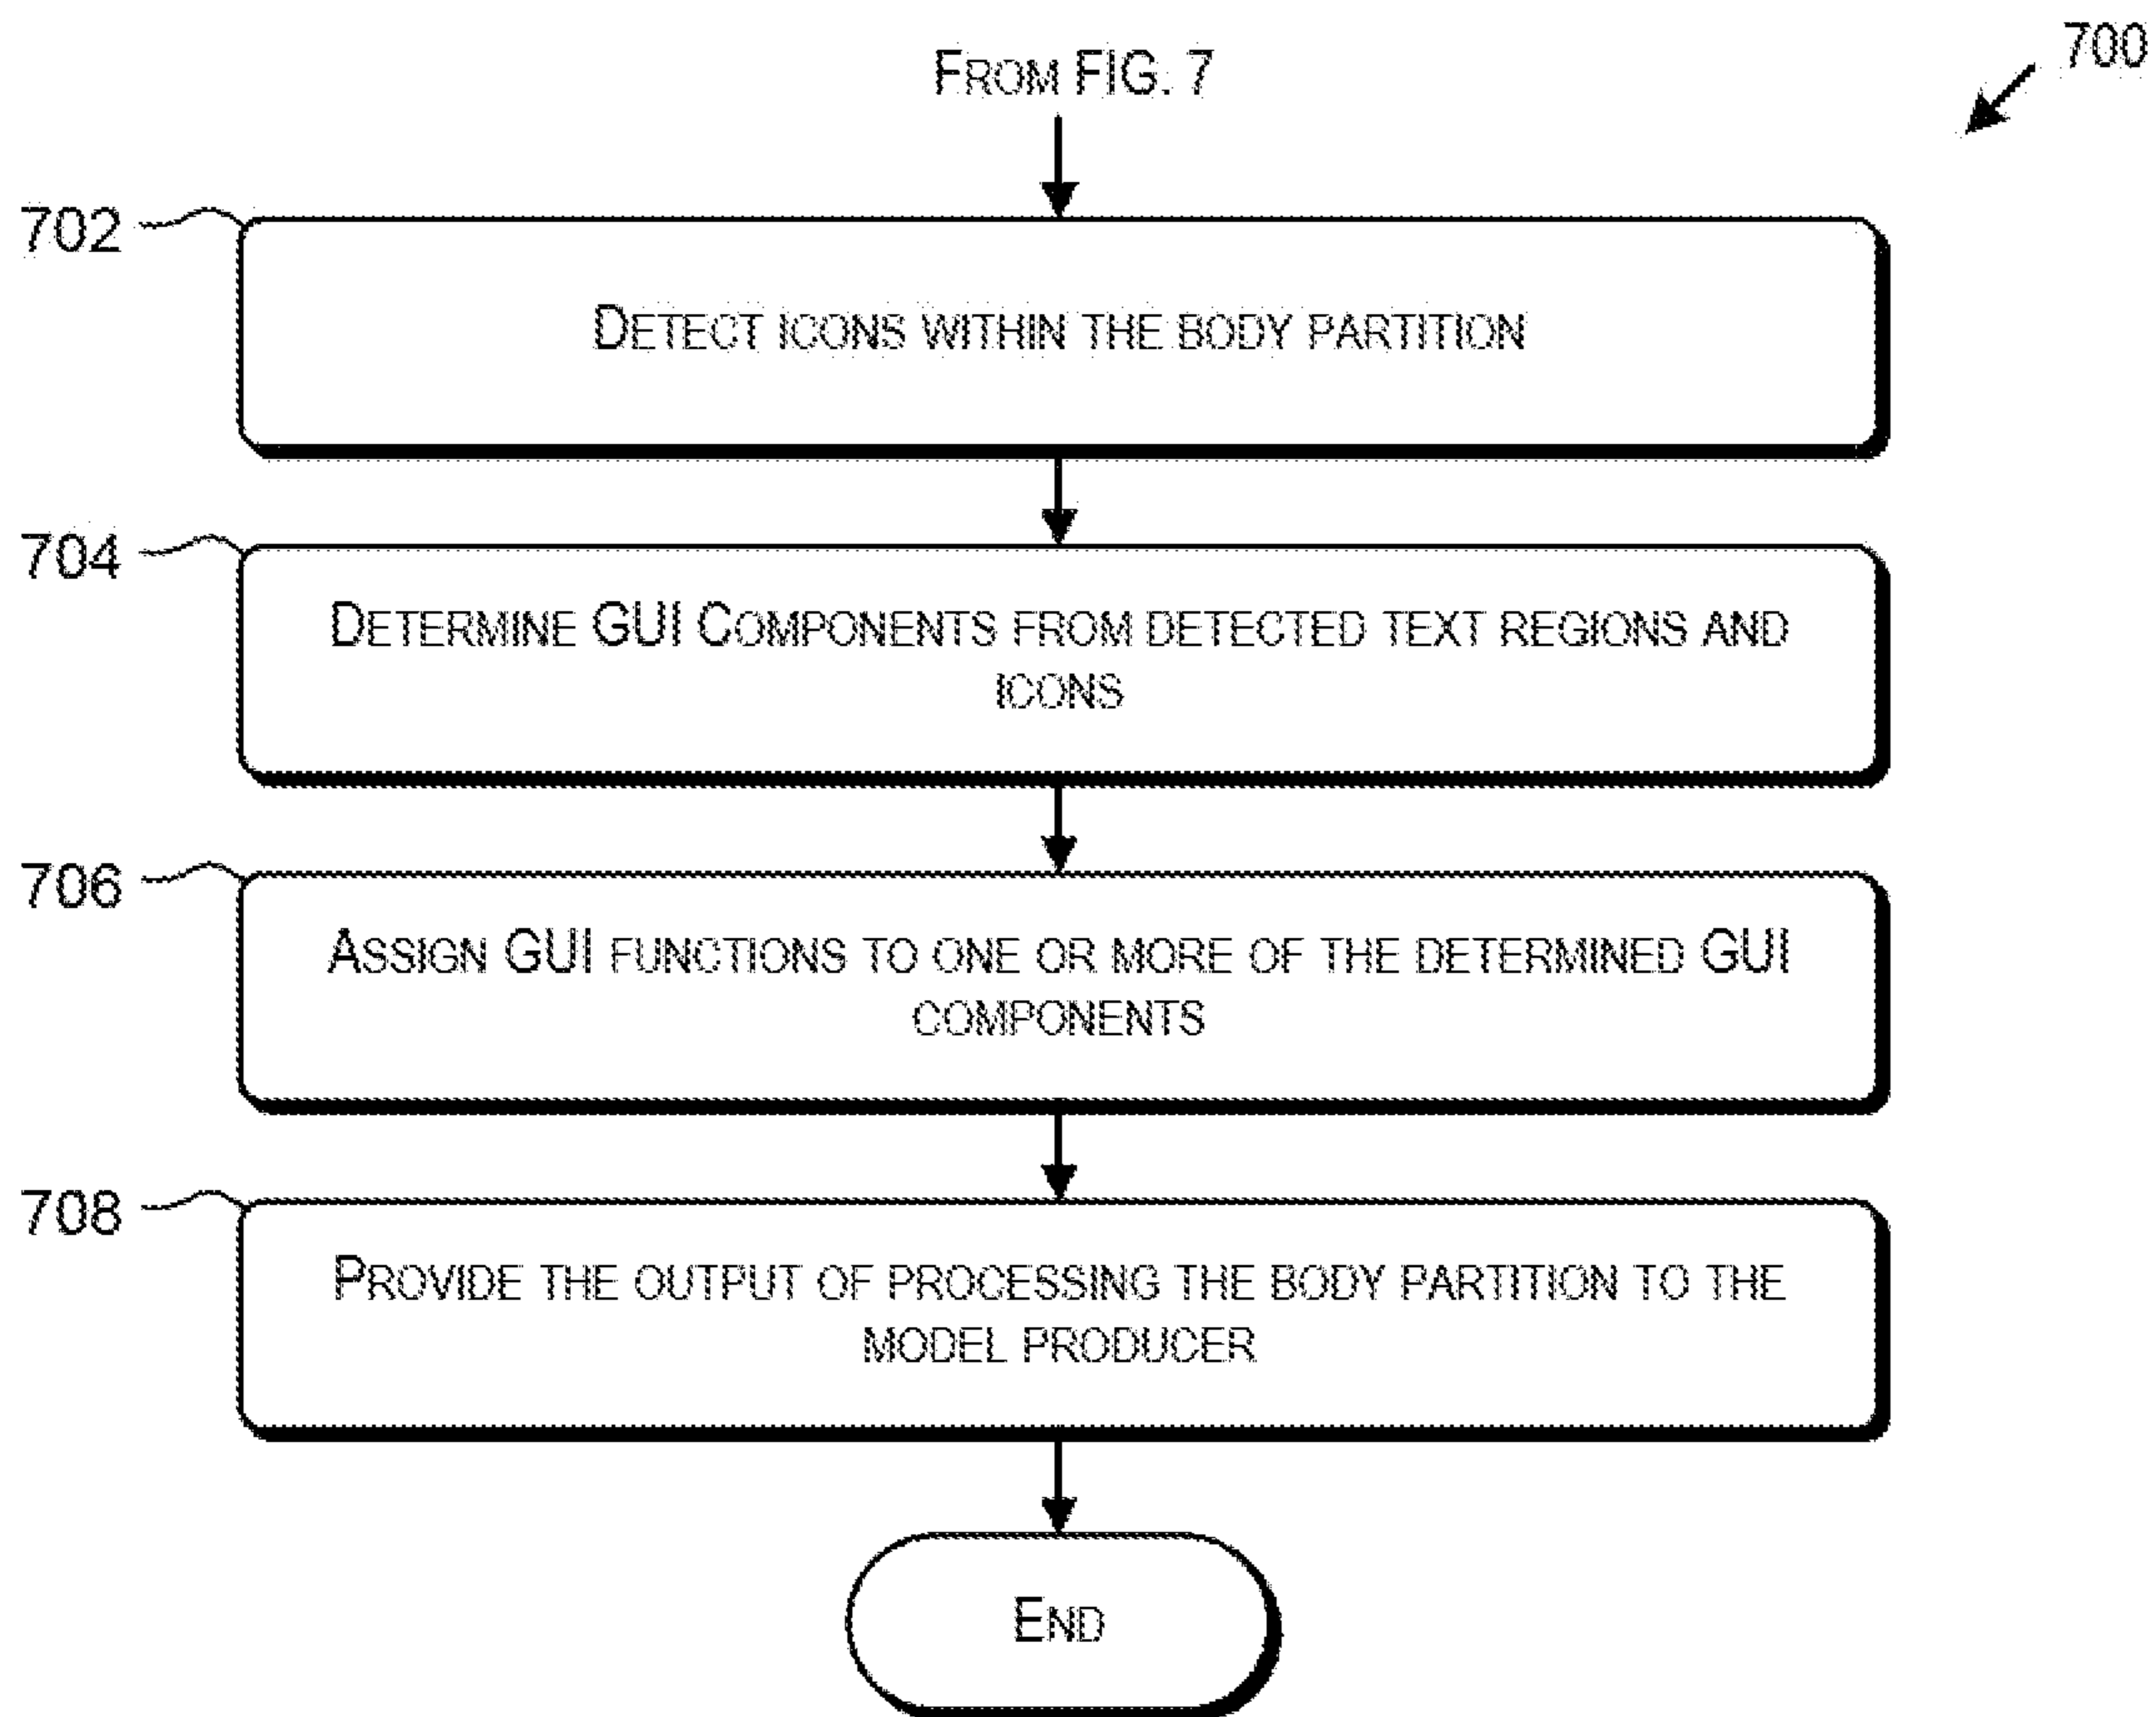 700
FROM FIG. 7
702
DETECT ICONS WITHIN THE BODY PARTITION
704
DETERMINE GUI COMPONENTS FROM DETECTED TEXT REGIONS AND
ICONS
706
ASSIGN GUI FUNCTIONS TO ONE OR MORE OF THE DETERMINED GUI
COMPONENTS
708
PROVIDE THE OUTPUT OF PROCESSING THE BODY PARTITION TO THE
MODEL PRODUCER
END